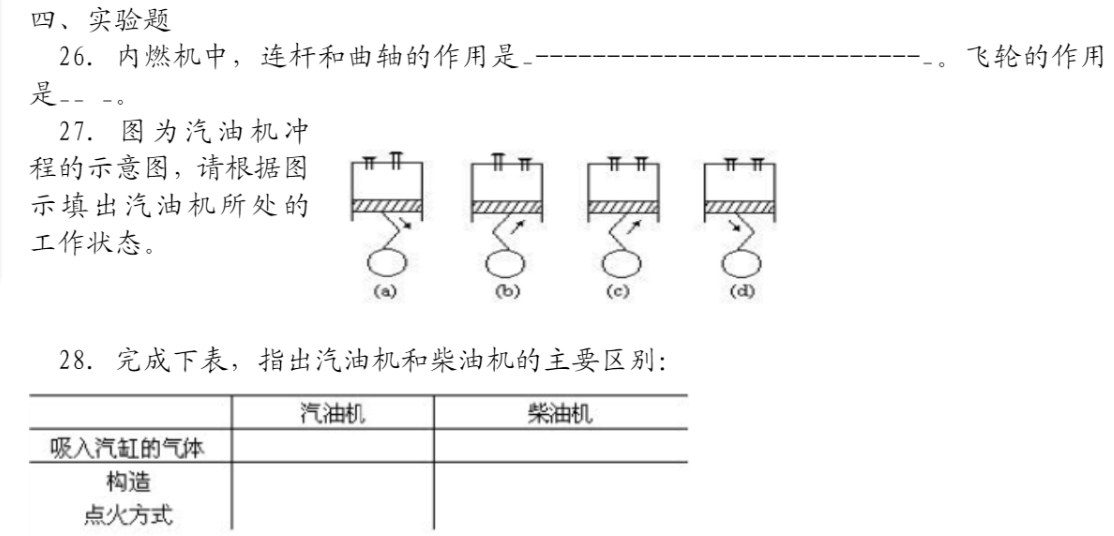 四、实验题
26. 内燃机中，连杆和曲轴的作用是_---------------------------_。飞轮的作用
是_-- -。
27. 图为汽油机冲
程的示意图，请根据图
示填出汽油机所处的
工作状态。
(a) (b) (c) (d)
28. 完成下表，指出汽油机和柴油机的主要区别：
汽油机 柴油机
吸入汽缸的气体
构造
点火方式